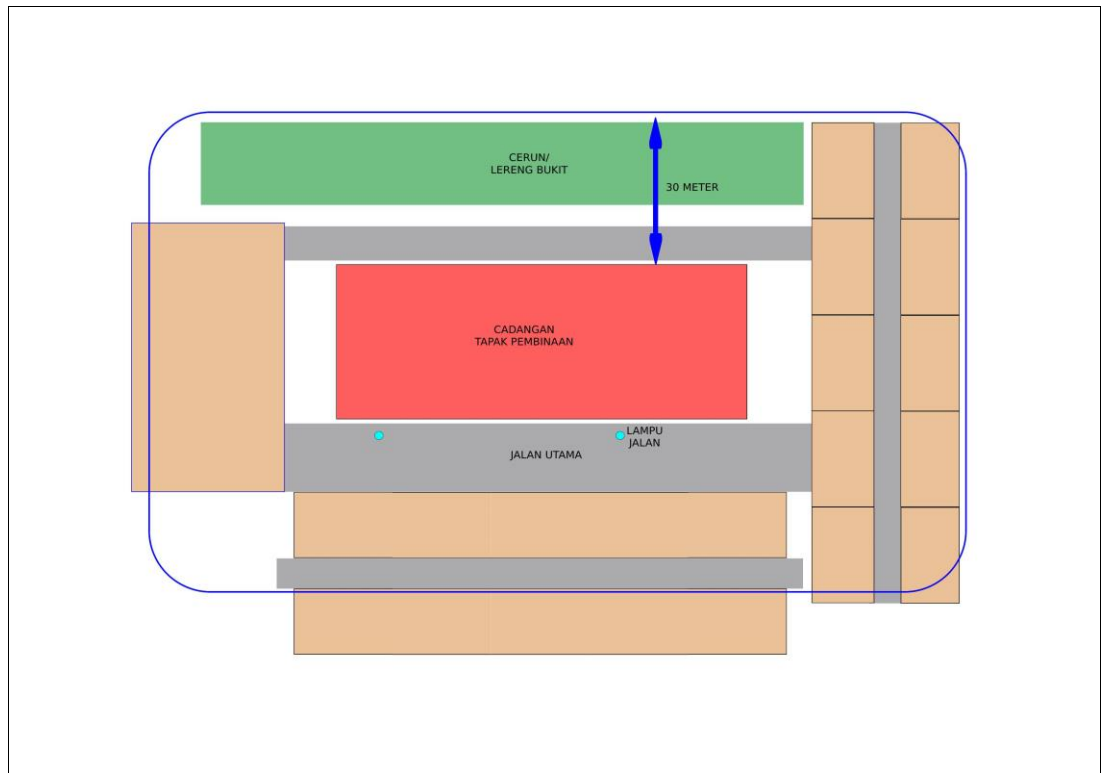 CERUN/
LERENG BUKIT
30 METER
CADANGAN
TAPAK PEMBINAAN
LAMPU
JALAN
JALAN UTAMA